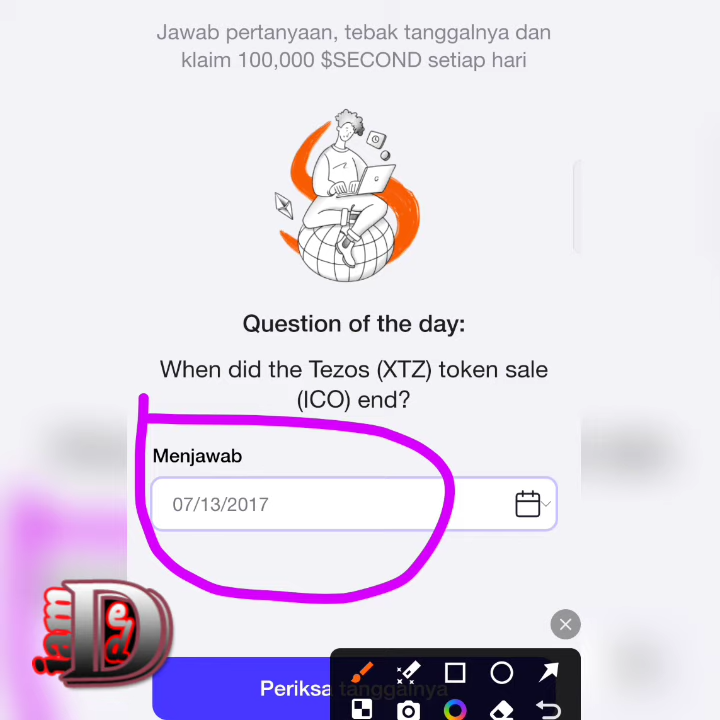 Jawab pertanyaan, tebak tanggalnya dan
klaim 100,000 $SECOND setiap hari
Question of the day:
When did the Tezos (XTZ) token sale
(ICO) end?
Menjawab
07/13/2017
Periksa tanggalnya